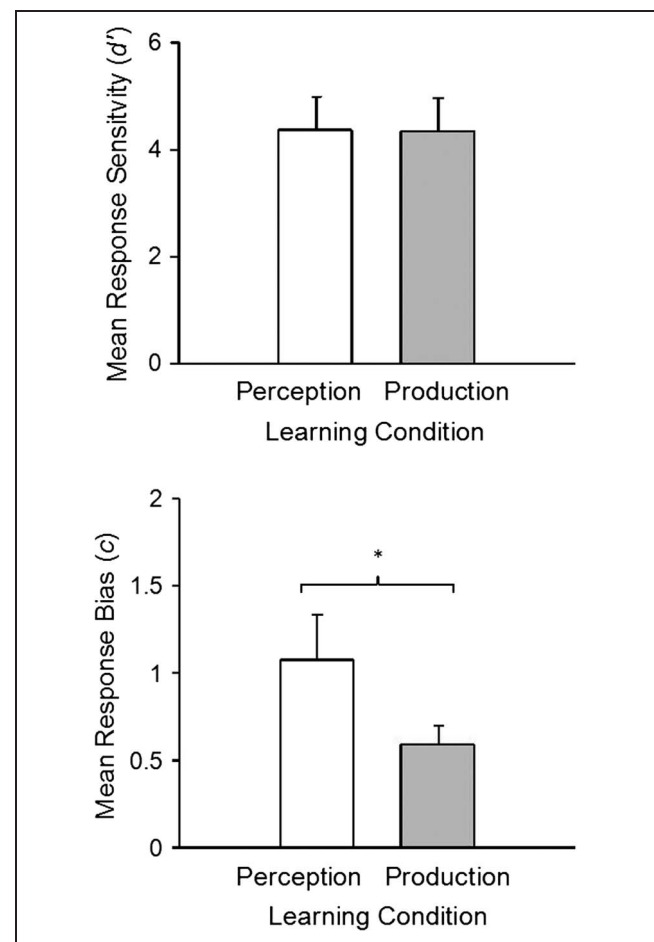 Mean Response Sensitvity (d')
6
4
2
0
Perception Production
Learning Condition
Mean Response Bias (c)
2
1.5
1
0.5
0
*
Perception Production
Learning Condition